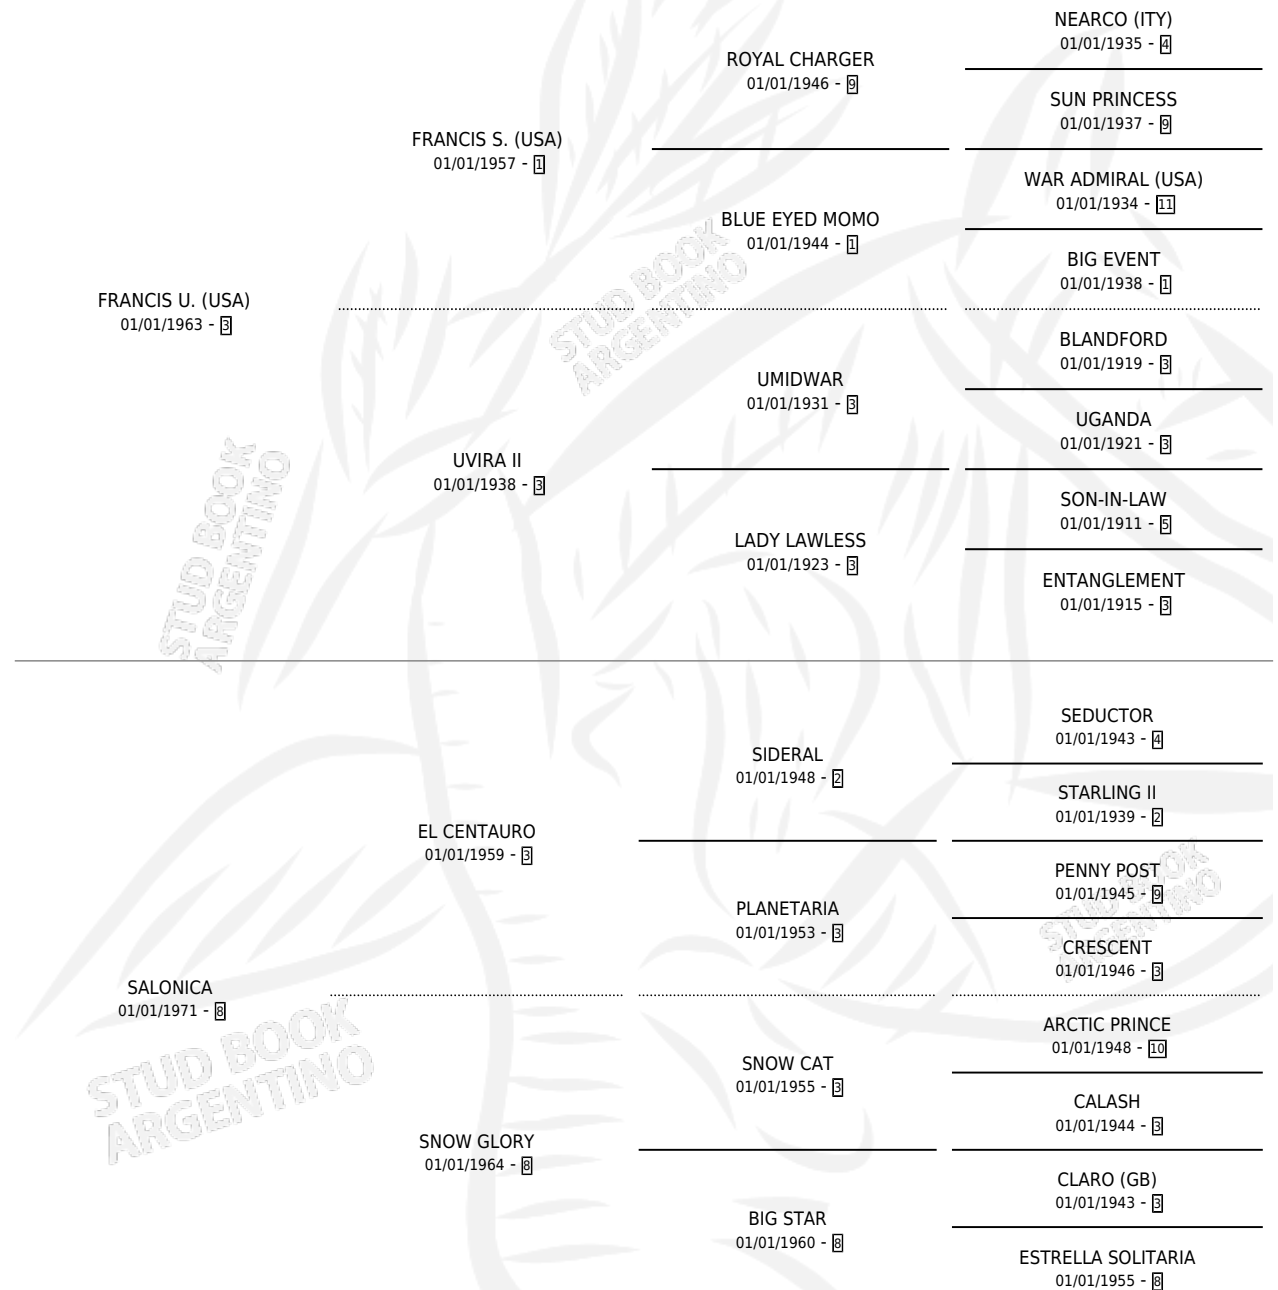 NEARCO (ITY)
01/01/1935 - 4
ROYAL CHARGER
01/01/1946 - 9
SUN PRINCESS
01/01/1937 - 9
FRANCIS S. (USA)
01/01/1957 - 1
WAR ADMIRAL (USA)
01/01/1934 - 11
BLUE EYED MOMO
01/01/1944 - 1
BIG EVENT
01/01/1938 - 1
FRANCIS U. (USA)
01/01/1963 - 3
STUD BOOK
ARGENTINO
BLANDFORD
01/01/1919 - 3
UMIDWAR
01/01/1931 - 3
UGANDA
01/01/1921 - 3
UVIRA II
01/01/1938 - 3
SON-IN-LAW
01/01/1911 - 5
LADY LAWLESS
01/01/1923 - 3
ENTANGLEMENT
01/01/1915 - 3
STUD BOOK
ARGENTINO
SEDUCTOR
01/01/1943 - 4
SIDERAL
01/01/1948 - 2
STARLING II
01/01/1939 - 2
EL CENTAURO
01/01/1959 - 3
PENNY POST
01/01/1945 - 9
PLANETARIA
01/01/1953 - 3
STUD BOOK
ARGENTINO
CRESCENT
01/01/1946 - 3
SALONICA
01/01/1971 - 8
ARCTIC PRINCE
01/01/1948 - 10
SNOW CAT
01/01/1955 - 3
STUD BOOK
ARGENTINO
CALASH
01/01/1944 - 3
SNOW GLORY
01/01/1964 - 8
CLARO (GB)
01/01/1943 - 3
BIG STAR
01/01/1960 - 8
ESTRELLA SOLITARIA
01/01/1955 - 8